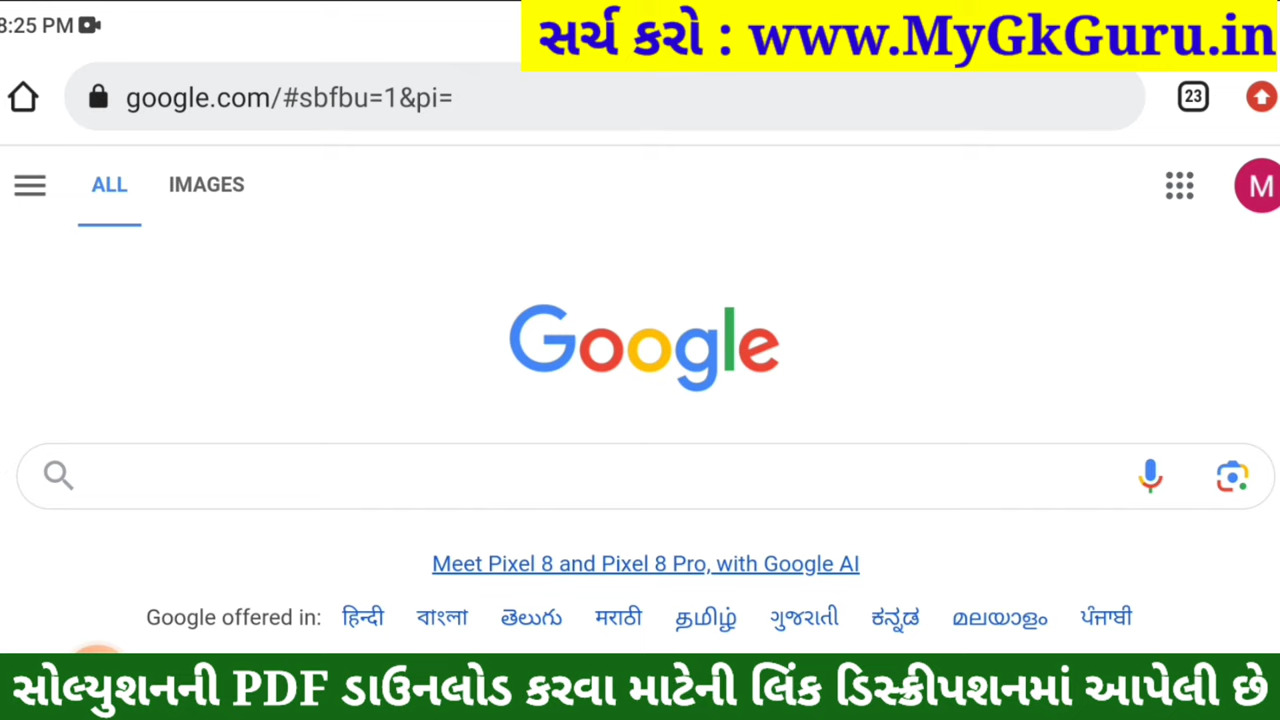 8:25 PM
સર્ચ કરો : www.MyGkGuru.in
google.com/#sbfbu=1&pi=
23
ALL IMAGES
M
Google
Meet Pixel 8 and Pixel 8 Pro, with Google AI
Google offered in: हिन्दी বাংলা తెలుగు मराठी தமிழ் ગુજરાતી ಕನ್ನಡ മലയാളം ਪੰਜਾਬੀ
સોલ્યુશનની PDF ડાઉનલોડ કરવા માટેની લિંક ડિસ્ક્રીપશનમાં આપેલી છે